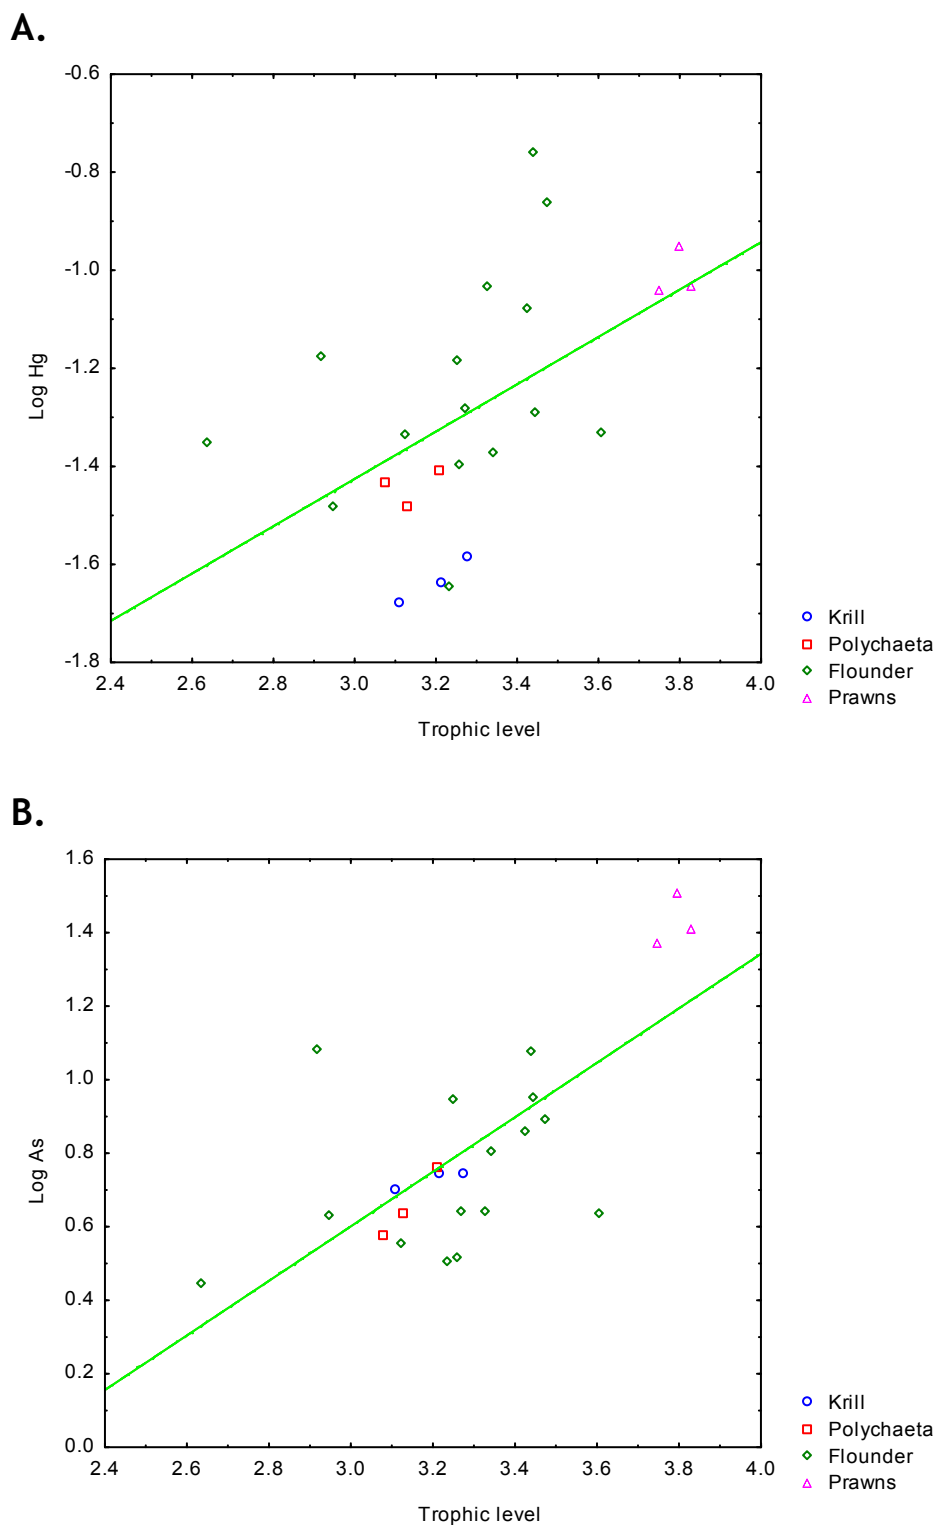 A.
-0.6
-0.8
-1.0
-1.2
-1.4
-1.6
-1.8
Log Hg
2.4 2.6 2.8 3.0 3.2 3.4 3.6 3.8 4.0
Trophic level
Krill
Polychaeta
Flounder
Prawns
B.
1.6
1.4
1.2
1.0
0.8
0.6
0.4
0.2
0.0
Log As
2.4 2.6 2.8 3.0 3.2 3.4 3.6 3.8 4.0
Trophic level
Krill
Polychaeta
Flounder
Prawns